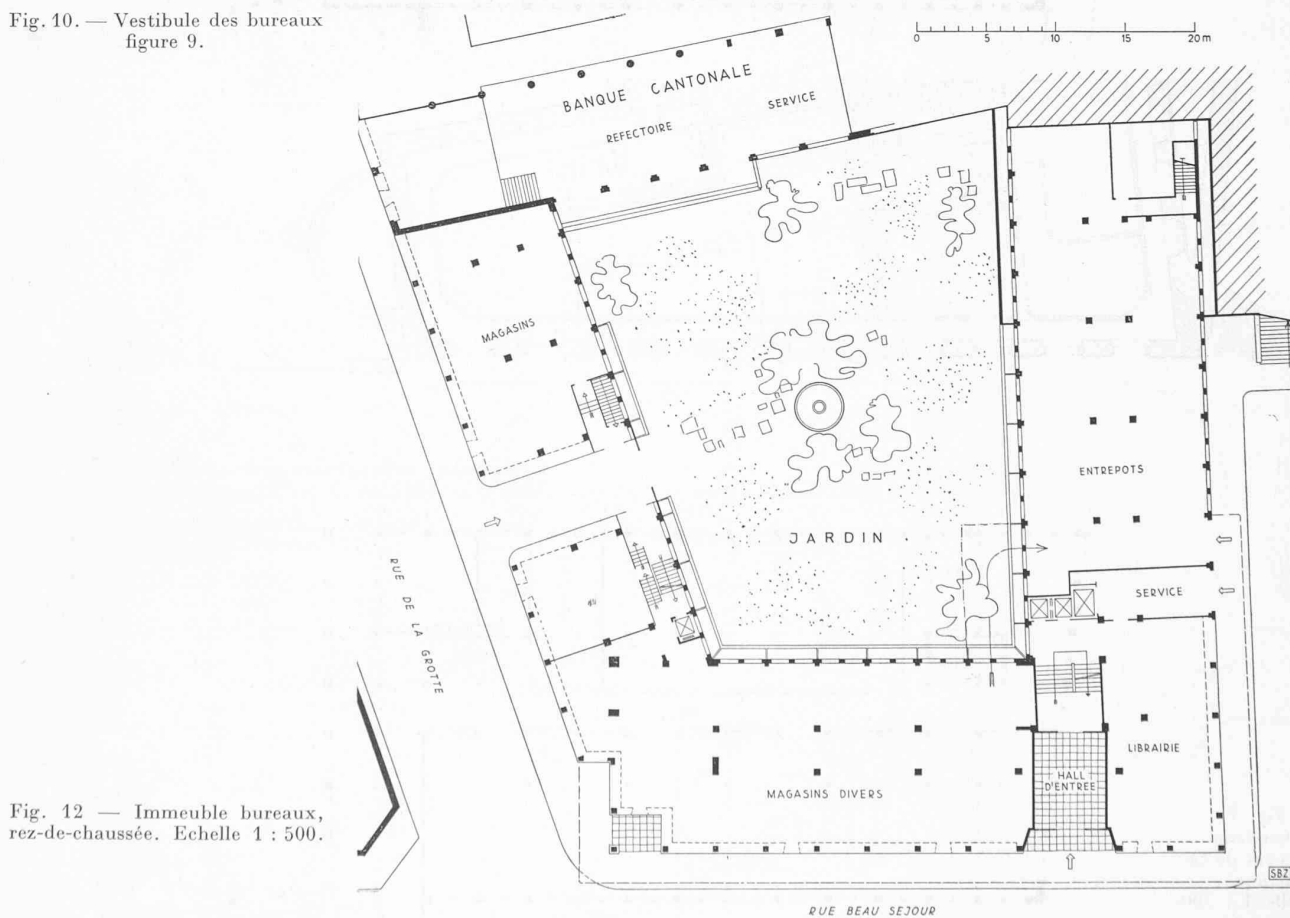 Fig. 10. — Vestibule des bureaux
figure 9.
0 5 10 15 20 m
BANQUE CANTONALE
REFECTOIRE
SERVICE
MAGASINS
ENTREPOTS
JARDIN
SERVICE
RUE DE LA GROTTE
LIBRAIRIE
HALL
D'ENTREE
MAGASINS DIVERS
Fig. 12 — Immeuble bureaux,
rez-de-chaussée. Echelle 1 : 500.
SBZ
RUE BEAU SEJOUR